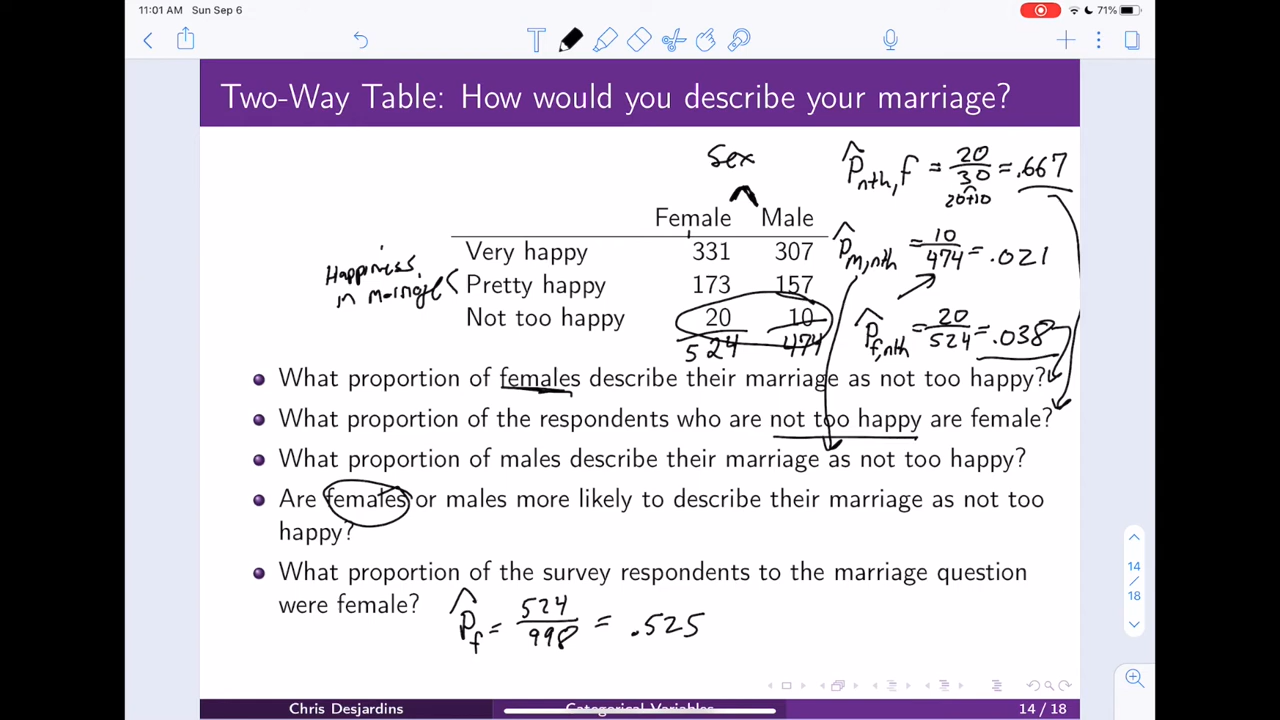 11:01 AM Sun Sep 6
71%
Two-Way Table: How would you describe your marriage?
Sex
Female Male
Very happy 331 307
Pretty happy 173 157
Not too happy 20 10
524 474
Happiness
in marriage
p̂nth,f = 20/30 = .667
20+10
p̂m,nth = 10/474 = .021
p̂f,nth = 20/524 = .038
What proportion of females describe their marriage as not too happy?
What proportion of the respondents who are not too happy are female?
What proportion of males describe their marriage as not too happy?
Are females or males more likely to describe their marriage as not too
happy?
What proportion of the survey respondents to the marriage question
were female?
p̂f = 524/998 = .525
Chris Desjardins Categorical Variables 14 / 18
14
/
18